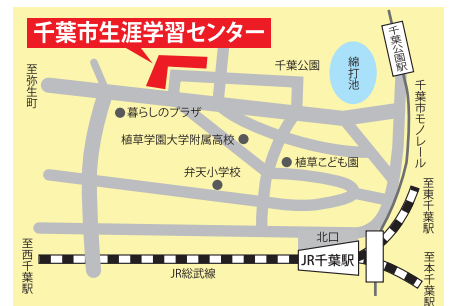 千葉市生涯学習センター
千葉公園駅
至弥生町
千葉公園
綿打池
暮らしのプラザ
千葉市モノレール
植草学園大学附属高校
植草こども園
弁天小学校
至東千葉駅
北口
至西千葉駅
JR千葉駅
至本千葉駅
JR総武線